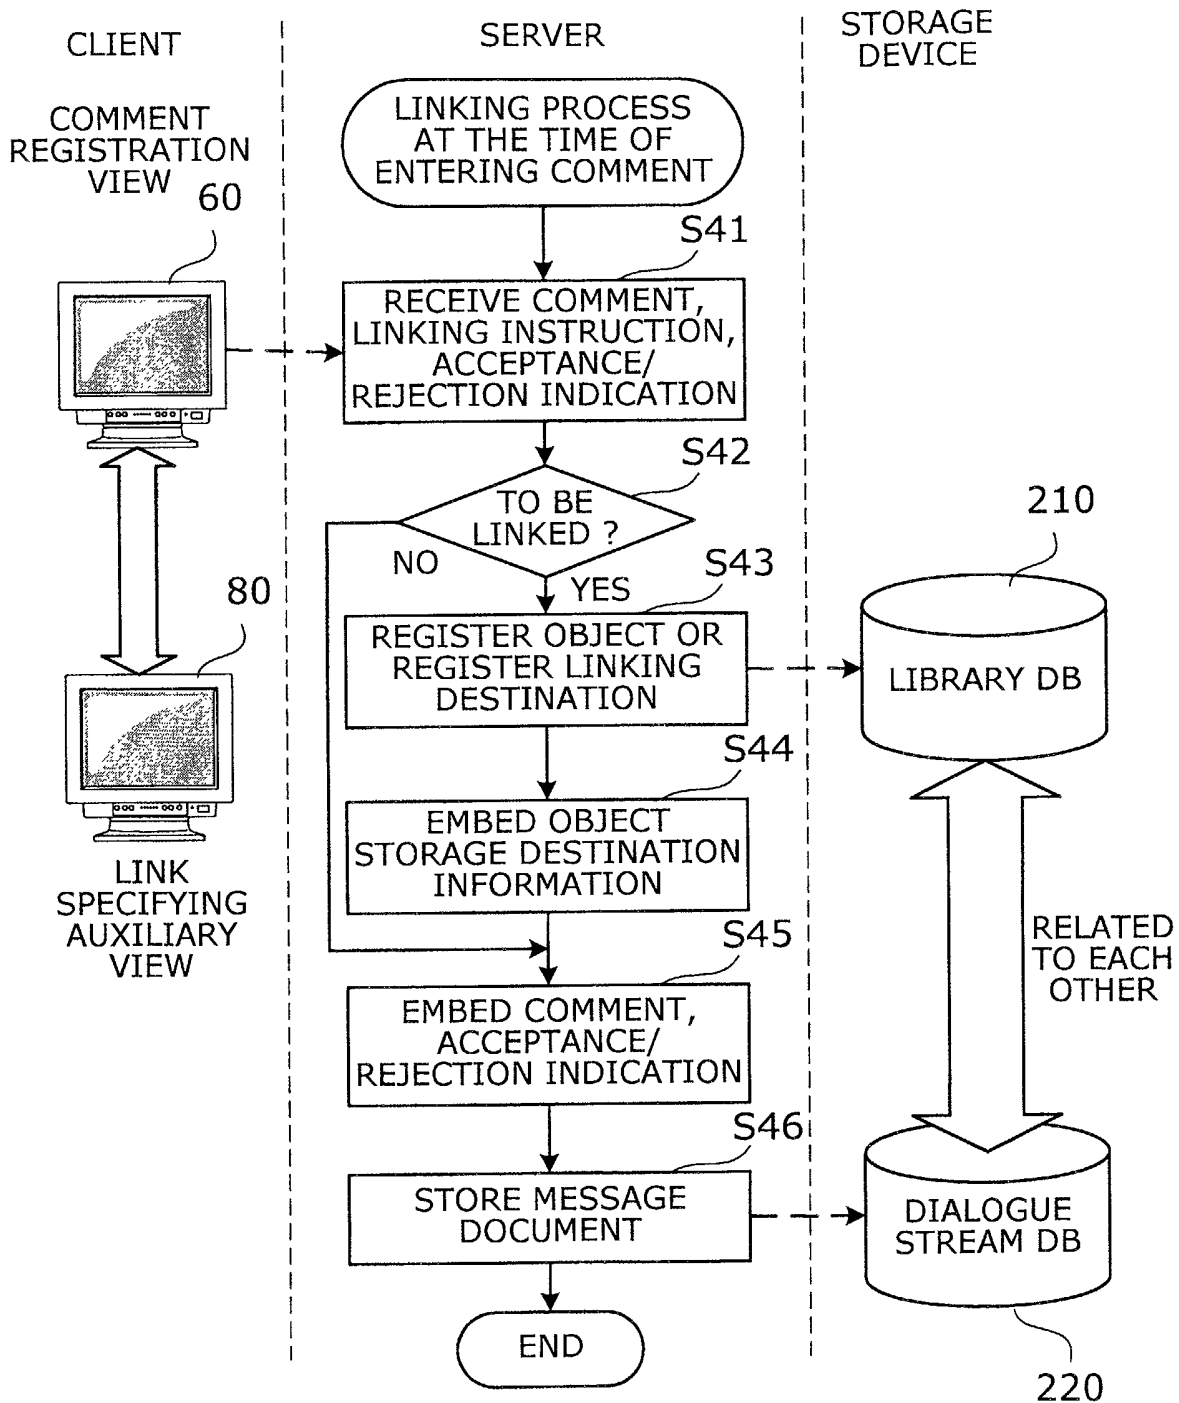 CLIENT
SERVER
STORAGE
DEVICE
COMMENT
REGISTRATION
VIEW
60
LINKING PROCESS
AT THE TIME OF
ENTERING COMMENT
S41
RECEIVE COMMENT,
LINKING INSTRUCTION,
ACCEPTANCE/
REJECTION INDICATION
S42
TO BE
LINKED ?
NO
YES
S43
REGISTER OBJECT OR
REGISTER LINKING
DESTINATION
210
LIBRARY DB
80
LINK
SPECIFYING
AUXILIARY
VIEW
S44
EMBED OBJECT
STORAGE DESTINATION
INFORMATION
S45
EMBED COMMENT,
ACCEPTANCE/
REJECTION INDICATION
RELATED
TO EACH
OTHER
S46
STORE MESSAGE
DOCUMENT
DIALOGUE
STREAM DB
220
END